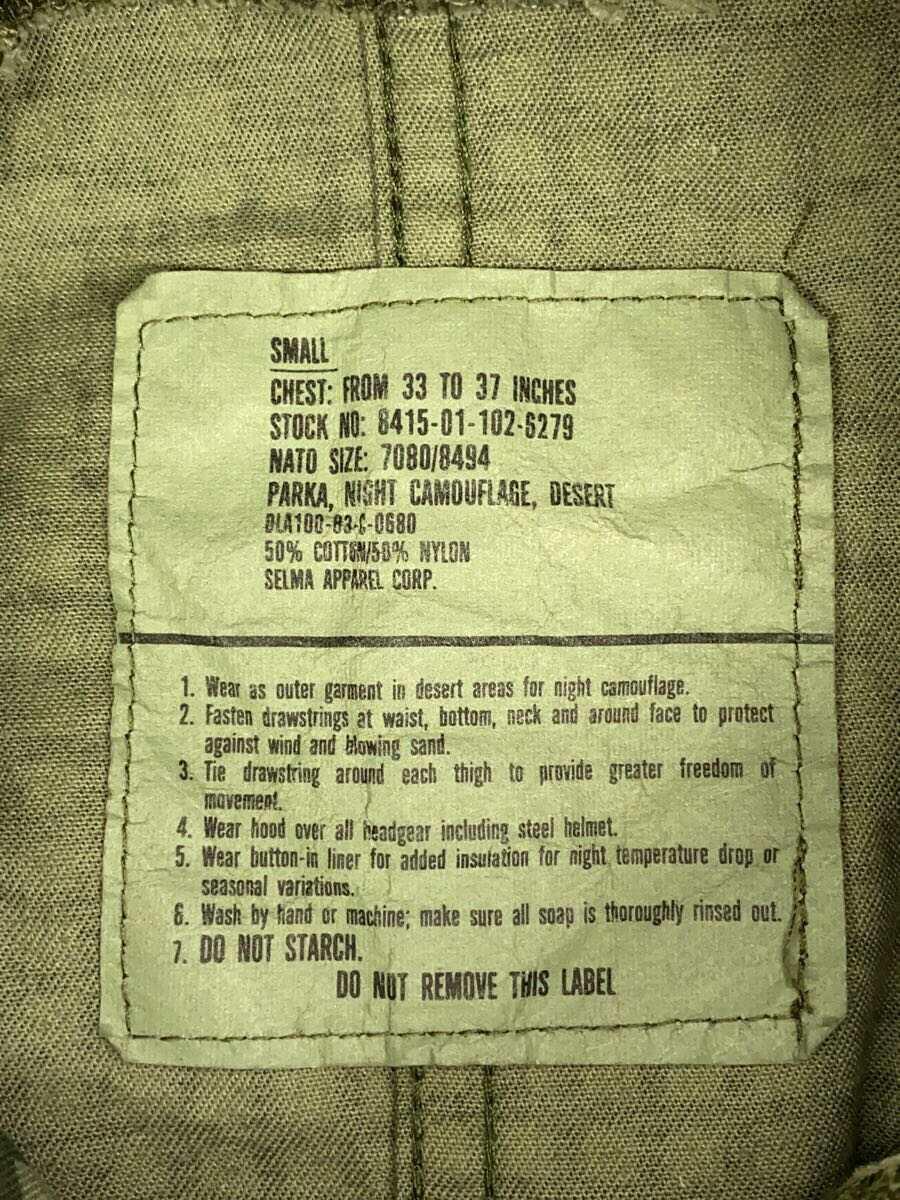 SMALL
CHEST: FROM 33 TO 37 INCHES
STOCK NO: 8415-01-102-6279
NATO SIZE: 7080/8494
PARKA, NIGHT CAMOUFLAGE, DESERT
DLA100-83-C-0680
50% COTTON/50% NYLON
SELMA APPAREL CORP.
1. Wear as outer garment in desert areas for night camouflage.
2. Fasten drawstrings at waist, bottom, neck and around face to protect
against wind and blowing sand.
3. Tie drawstring around each thigh to provide greater freedom of
movement.
4. Wear hood over all headgear including steel helmet.
5. Wear button-in liner for added insulation for night temperature drop or
seasonal variations.
6. Wash by hand or machine; make sure all soap is thoroughly rinsed out.
7. DO NOT STARCH.
DO NOT REMOVE THIS LABEL